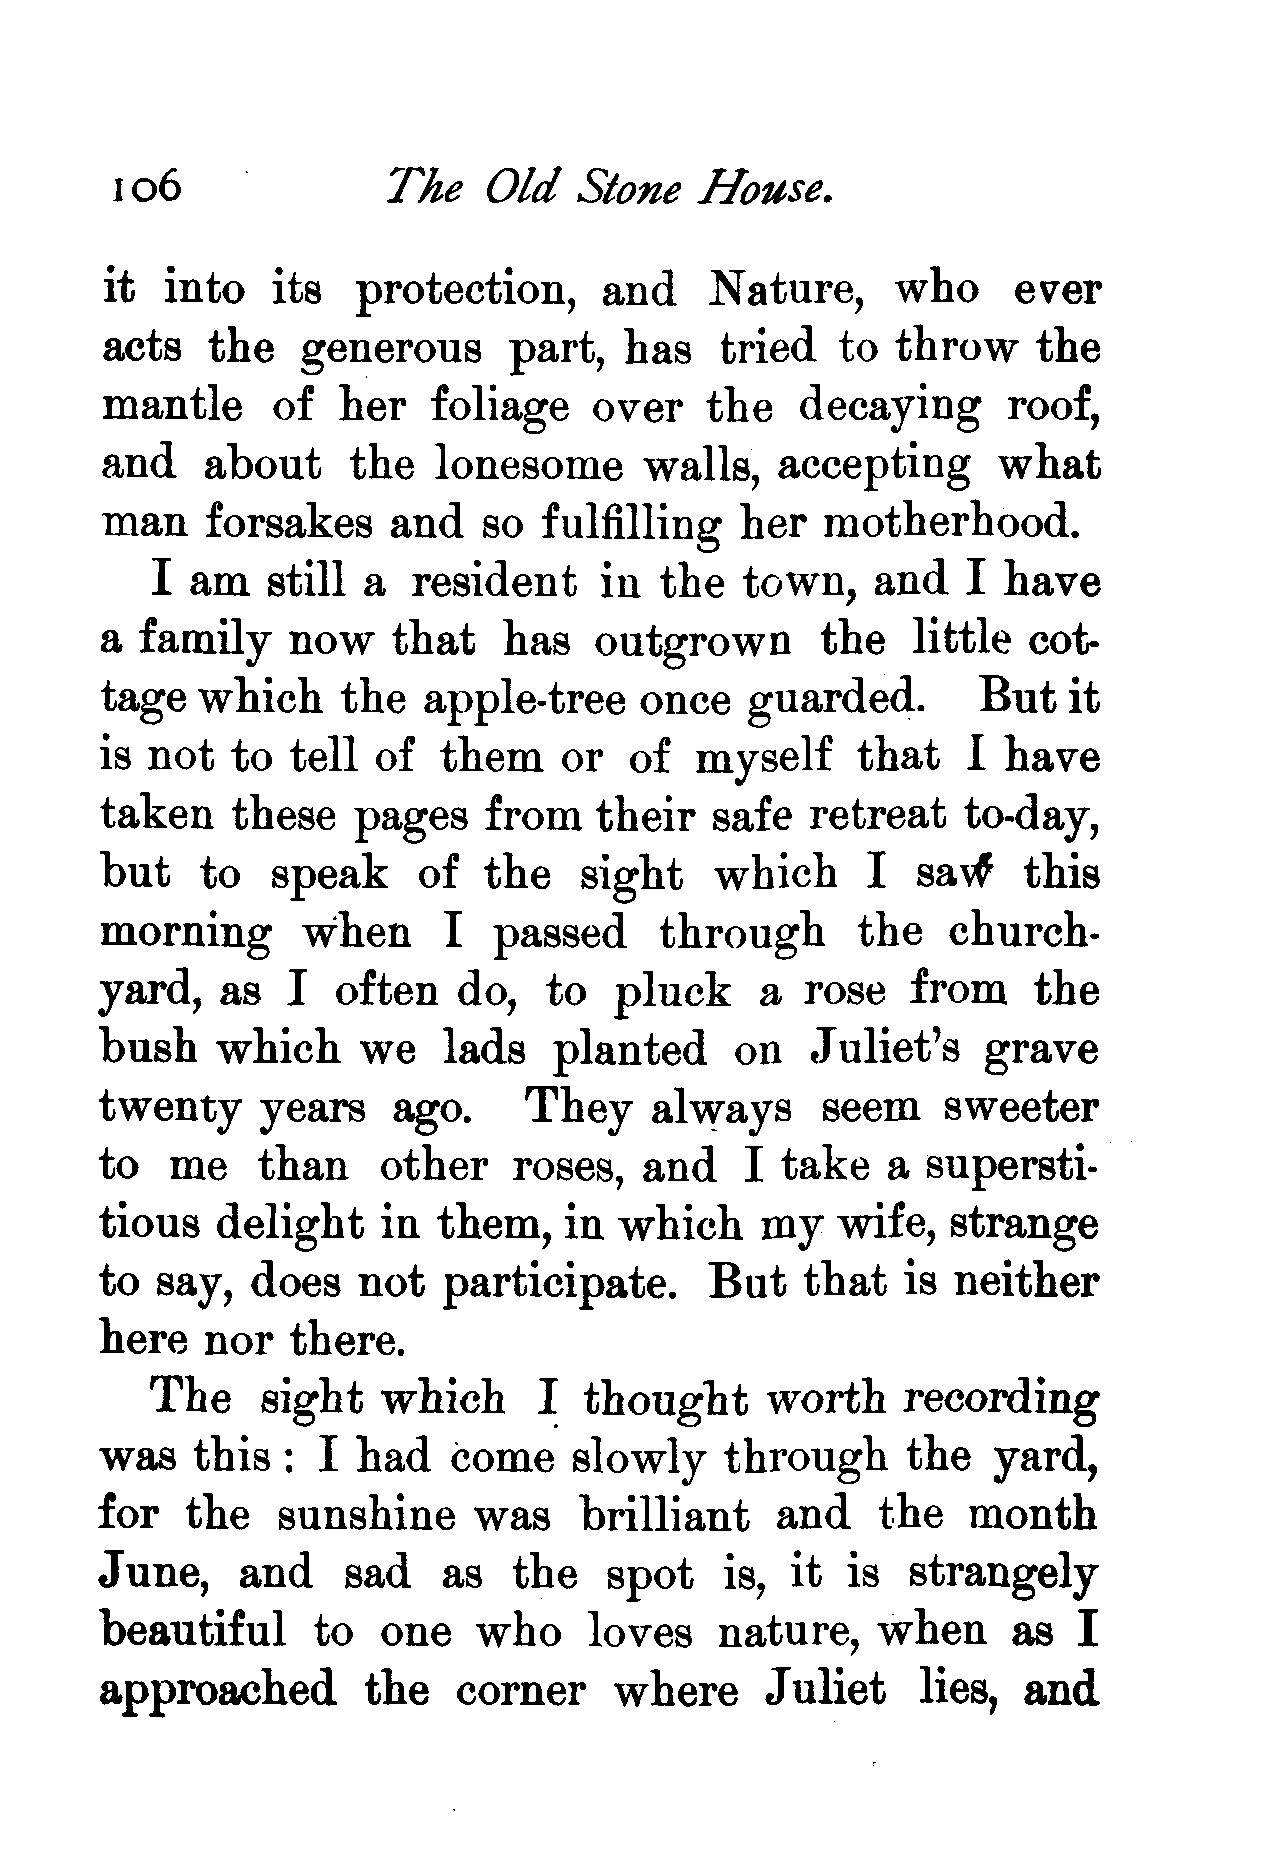 106 The Old Stone House.
it into its protection, and Nature, who ever
acts the generous part, has tried to throw the
mantle of her foliage over the decaying roof,
and about the lonesome walls, accepting what
man forsakes and so fulfilling her motherhood.
I am still a resident in the town, and I have
a family now that has outgrown the little cot-
tage which the apple-tree once guarded. But it
is not to tell of them or of myself that I have
taken these pages from their safe retreat to-day,
but to speak of the sight which I saw this
morning when I passed through the church-
yard, as I often do, to pluck a rose from the
bush which we lads planted on Juliet's grave
twenty years ago. They always seem sweeter
to me than other roses, and I take a supersti-
tious delight in them, in which my wife, strange
to say, does not participate. But that is neither
here nor there.
The sight which I thought worth recording
was this : I had come slowly through the yard,
for the sunshine was brilliant and the month
June, and sad as the spot is, it is strangely
beautiful to one who loves nature, when as I
approached the corner where Juliet lies, and